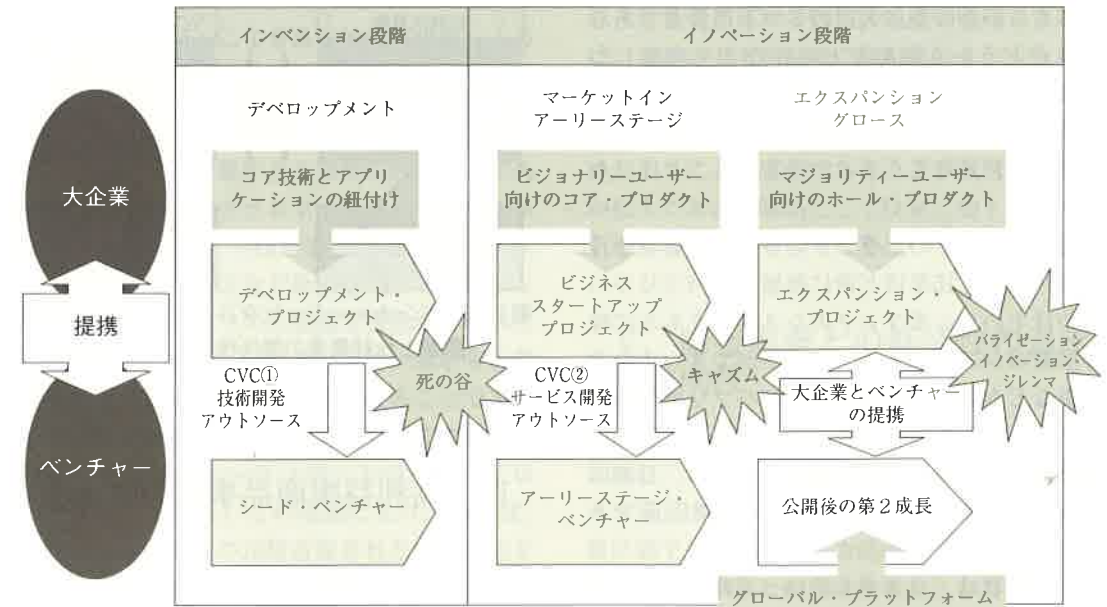 インベンション段階
イノベーション段階
デベロップメント
マーケットイン
アーリーステージ
エクスパンション
グロース
大企業
提携
ベンチャー
コア技術とアプリ
ケーションの紐付け
ビジョナリーユーザー
向けのコア・プロダクト
マジョリティーユーザー
向けのホール・プロダクト
デベロップメント・
プロジェクト
ビジネス
スタートアップ
プロジェクト
エクスパンション・
プロジェクト
死の谷
キャズム
バライゼーション
イノベーション・
ジレンマ
CVC①
技術開発
アウトソース
CVC②
サービス開発
アウトソース
大企業とベンチャー
の提携
シード・ベンチャー
アーリーステージ・
ベンチャー
公開後の第2成長
グローバル・プラットフォーム